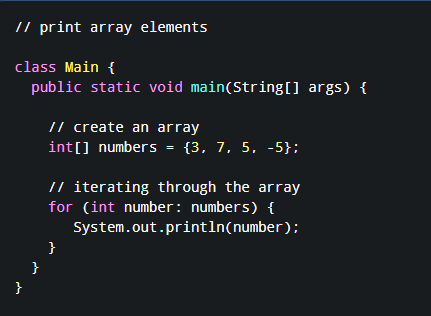 // print array elements
class Main {
public static void main(String[] args) {
// create an array
int[] numbers = {3, 7, 5, -5};
// iterating through the array
for (int number: numbers) {
System.out.println(number);
}
}
}